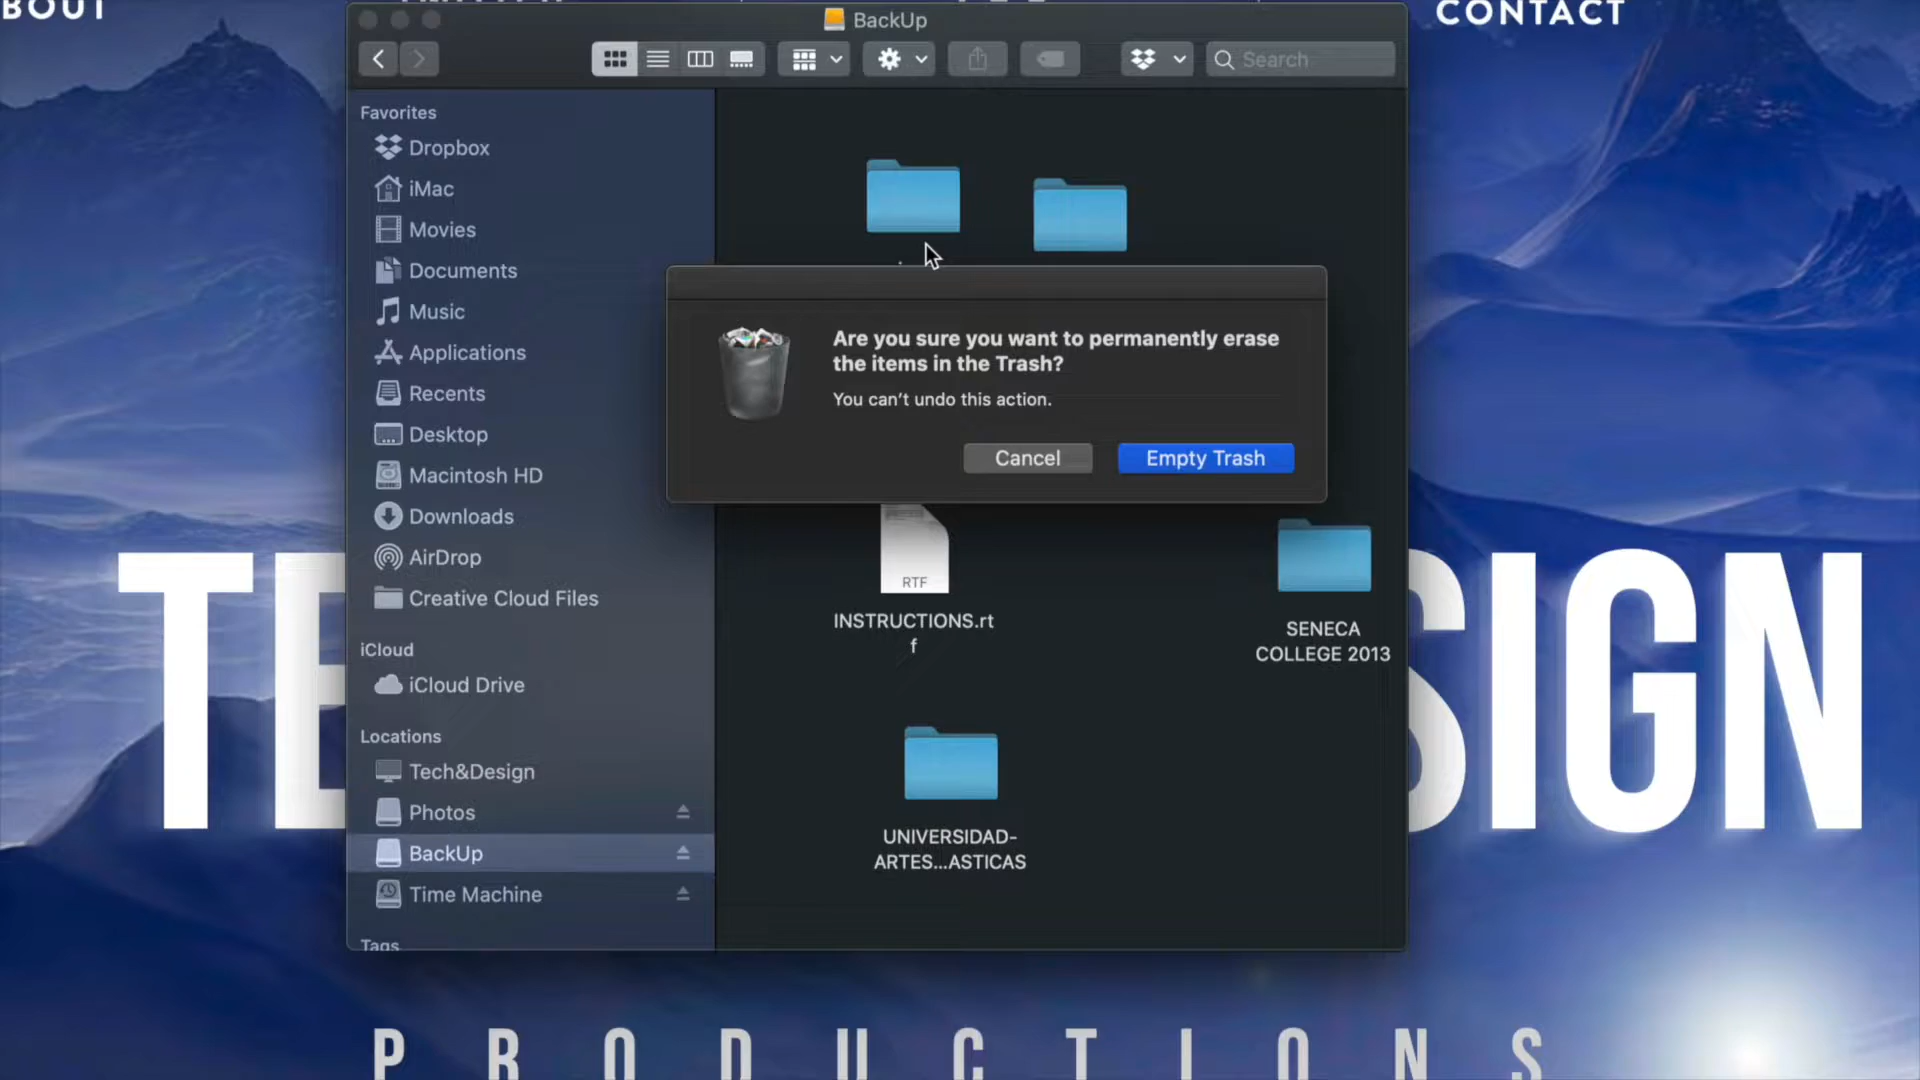 BOUT
CONTACT
BackUp
Search
Favorites
Dropbox
iMac
Movies
Documents
Music
Applications
Recents
Desktop
Macintosh HD
Downloads
AirDrop
Creative Cloud Files
iCloud
iCloud Drive
Locations
Tech&Design
Photos
BackUp
Time Machine
Tags
Are you sure you want to permanently erase
the items in the Trash?
You can’t undo this action.
Cancel
Empty Trash
RTF
INSTRUCTIONS.rt
f
SENECA
COLLEGE 2013
UNIVERSIDAD-
ARTES...ASTICAS
TE SIGN
PRODUCTIONS